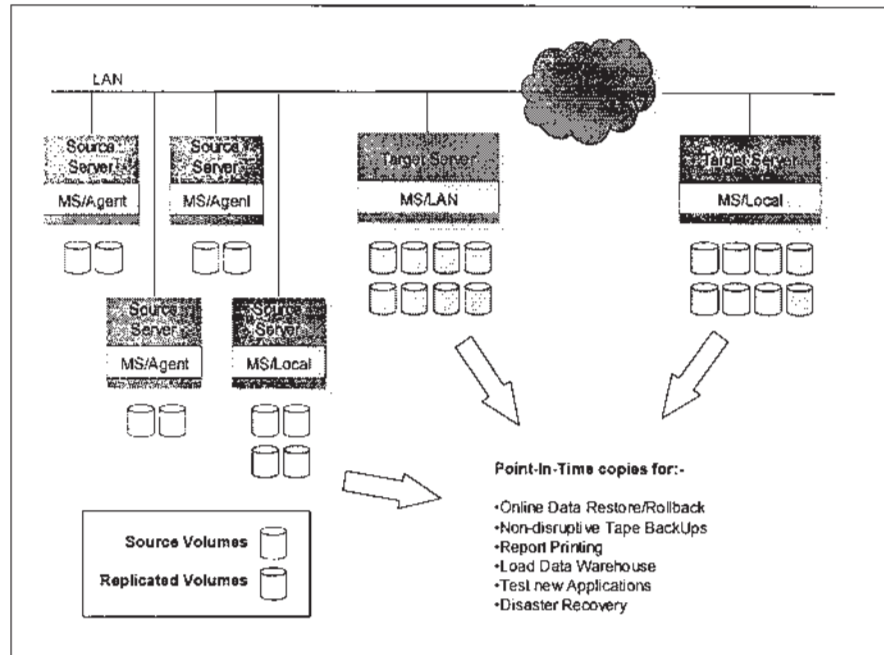 LAN
Source
Server
MS/Agent
Source
Server
MS/Agent
Target Server
MS/LAN
Target Server
MS/Local
Source
Server
MS/Agent
Source
Server
MS/Local
Point-In-Time copies for:-
•Online Data Restore/Rollback
•Non-disruptive Tape BackUps
•Report Printing
•Load Data Warehouse
•Test new Applications
•Disaster Recovery
Source Volumes
Replicated Volumes